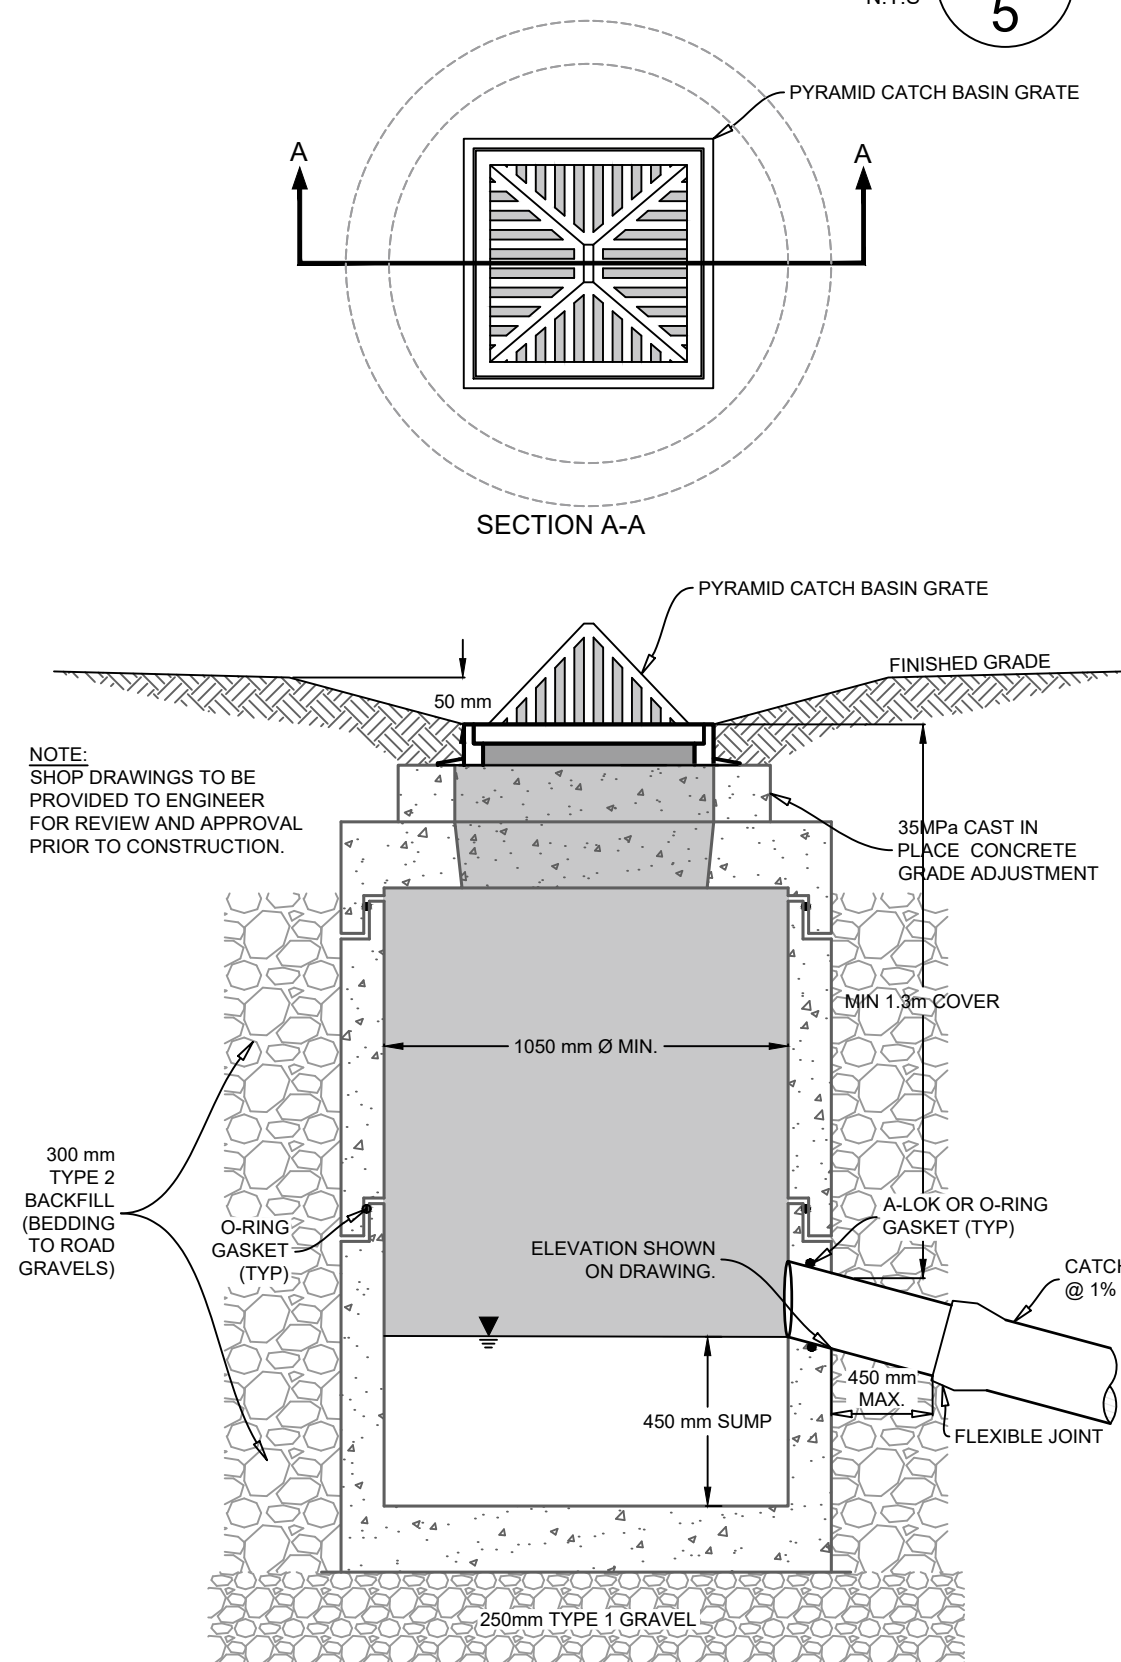 5
PYRAMID CATCH BASIN GRATE
A
A
SECTION A-A
PYRAMID CATCH BASIN GRATE
FINISHED GRADE
50 mm
NOTE:
SHOP DRAWINGS TO BE
PROVIDED TO ENGINEER
FOR REVIEW AND APPROVAL
PRIOR TO CONSTRUCTION.
35MPa CAST IN
PLACE CONCRETE
GRADE ADJUSTMENT
MIN 1.3m COVER
1050 mm Ø MIN.
300 mm
TYPE 2
BACKFILL
(BEDDING
TO ROAD
GRAVELS)
O-RING
GASKET
(TYP)
A-LOK OR O-RING
GASKET (TYP)
ELEVATION SHOWN
ON DRAWING.
CATCH
@ 1%
450 mm
MAX.
450 mm SUMP
FLEXIBLE JOINT
250mm TYPE 1 GRAVEL